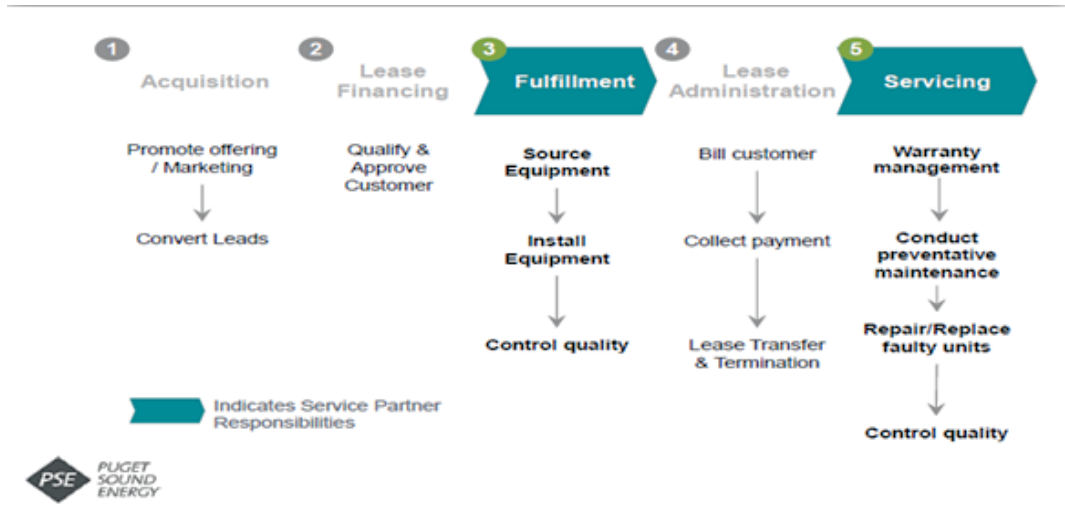 1
Acquisition
Promote offering
/ Marketing
Convert Leads
2
Lease
Financing
Qualify &
Approve
Customer
3
Fulfillment
Source
Equipment
Install
Equipment
Control quality
4
Lease
Administration
Bill customer
Collect payment
Lease Transfer
& Termination
5
Servicing
Warranty
management
Conduct
preventative
maintenance
Repair/Replace
faulty units
Control quality
Indicates Service Partner
Responsibilities
PSE
PUGET
SOUND
ENERGY